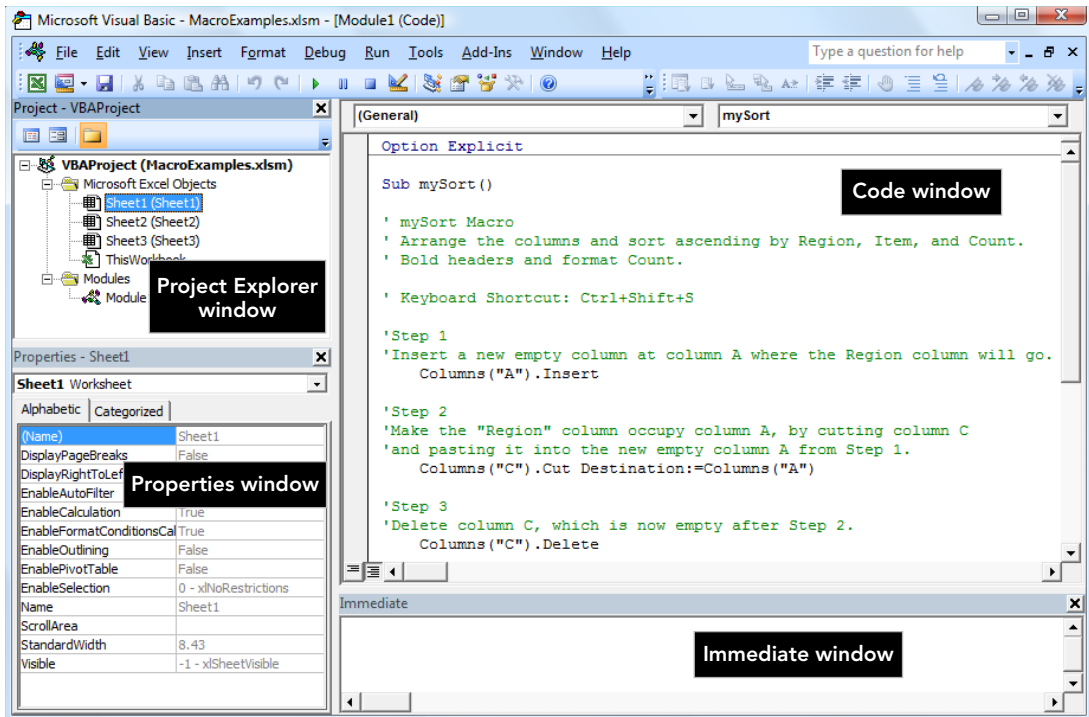 Microsoft Visual Basic - MacroExamples.xlsm - [Module1 (Code)]
File Edit View Insert Format Debug Run Tools Add-Ins Window Help
Type a question for help
Project - VBAProject
VBAProject (MacroExamples.xlsm)
Microsoft Excel Objects
Sheet1 (Sheet1)
Sheet2 (Sheet2)
Sheet3 (Sheet3)
ThisWorkbook
Modules
Module
Project Explorer
window
Properties - Sheet1
Sheet1 Worksheet
Alphabetic Categorized
(Name) Sheet1
DisplayPageBreaks False
DisplayRightToLef
EnableAutoFilter
EnableCalculation True
EnableFormatConditionsCal True
EnableOutlining False
EnablePivotTable False
EnableSelection 0 - xlNoRestrictions
Name Sheet1
ScrollArea
StandardWidth 8.43
Visible -1 - xlSheetVisible
Properties window
(General) mySort
Option Explicit
Sub mySort()
' mySort Macro
' Arrange the columns and sort ascending by Region, Item, and Count.
' Bold headers and format Count.
' Keyboard Shortcut: Ctrl+Shift+S
'Step 1
'Insert a new empty column at column A where the Region column will go.
Columns("A").Insert
'Step 2
'Make the "Region" column occupy column A, by cutting column C
'and pasting it into the new empty column A from Step 1.
Columns("C").Cut Destination:=Columns("A")
'Step 3
'Delete column C, which is now empty after Step 2.
Columns("C").Delete
Code window
Immediate
Immediate window